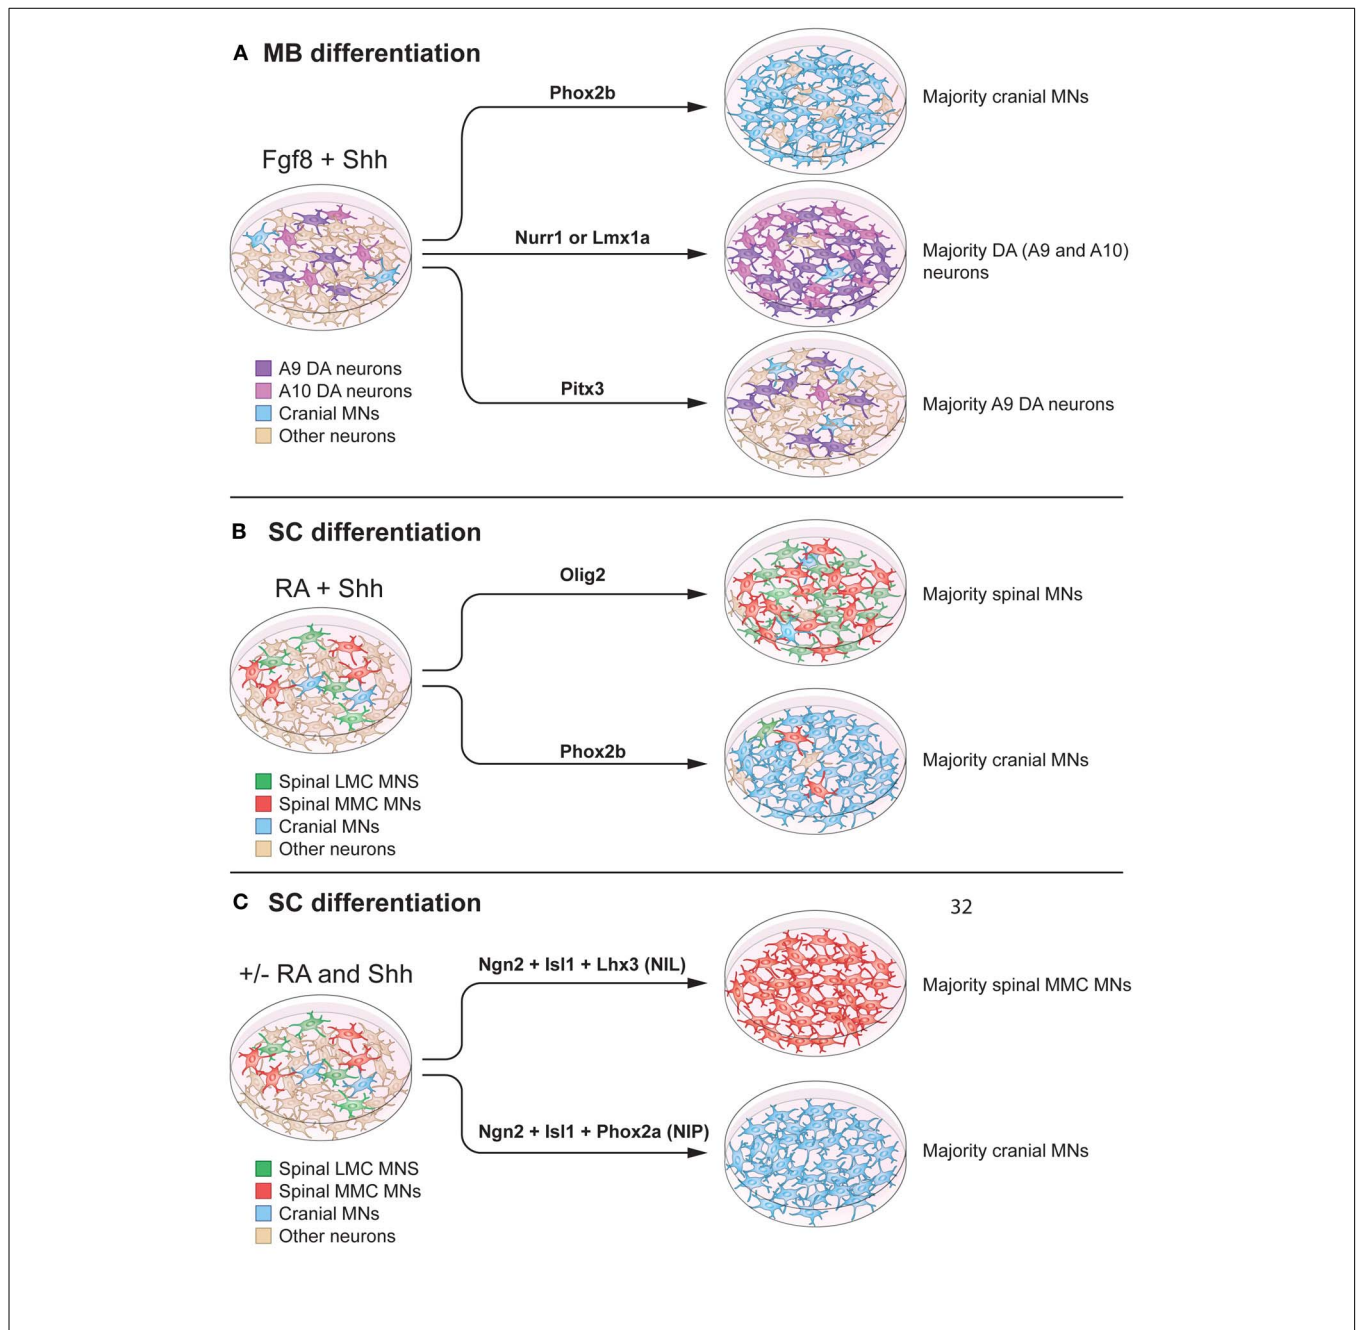 A MB differentiation
Fgf8 + Shh
Phox2b
Majority cranial MNs
Nurr1 or Lmx1a
Majority DA (A9 and A10)
neurons
Pitx3
Majority A9 DA neurons
A9 DA neurons
A10 DA neurons
Cranial MNs
Other neurons
B SC differentiation
RA + Shh
Olig2
Majority spinal MNs
Phox2b
Majority cranial MNs
Spinal LMC MNS
Spinal MMC MNs
Cranial MNs
Other neurons
C SC differentiation
32
+/- RA and Shh
Ngn2 + Isl1 + Lhx3 (NIL)
Majority spinal MMC MNs
Ngn2 + Isl1 + Phox2a (NIP)
Majority cranial MNs
Spinal LMC MNS
Spinal MMC MNs
Cranial MNs
Other neurons